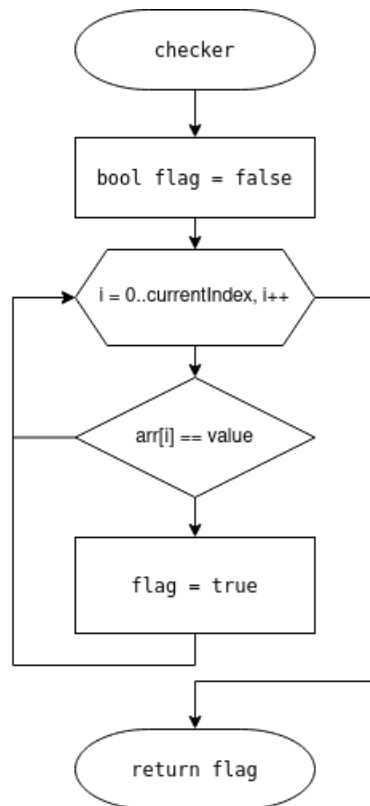 checker
bool flag = false
i = 0..currentIndex, i++
arr[i] == value
flag = true
return flag